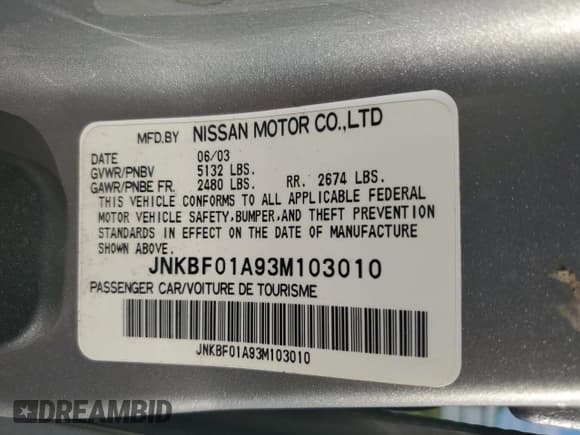 MFD.BY NISSAN MOTOR CO.,LTD
DATE 06/03
GVWR/PNBV 5132 LBS.
GAWR/PNBE FR. 2480 LBS. RR. 2674 LBS.
THIS VEHICLE CONFORMS TO ALL APPLICABLE FEDERAL
MOTOR VEHICLE SAFETY,BUMPER,AND THEFT PREVENTION
STANDARDS IN EFFECT ON THE DATE OF MANUFACTURE
SHOWN ABOVE.
JNKBF01A93M103010
PASSENGER CAR/VOITURE DE TOURISME
JNKBF01A93M103010
DREAMBID